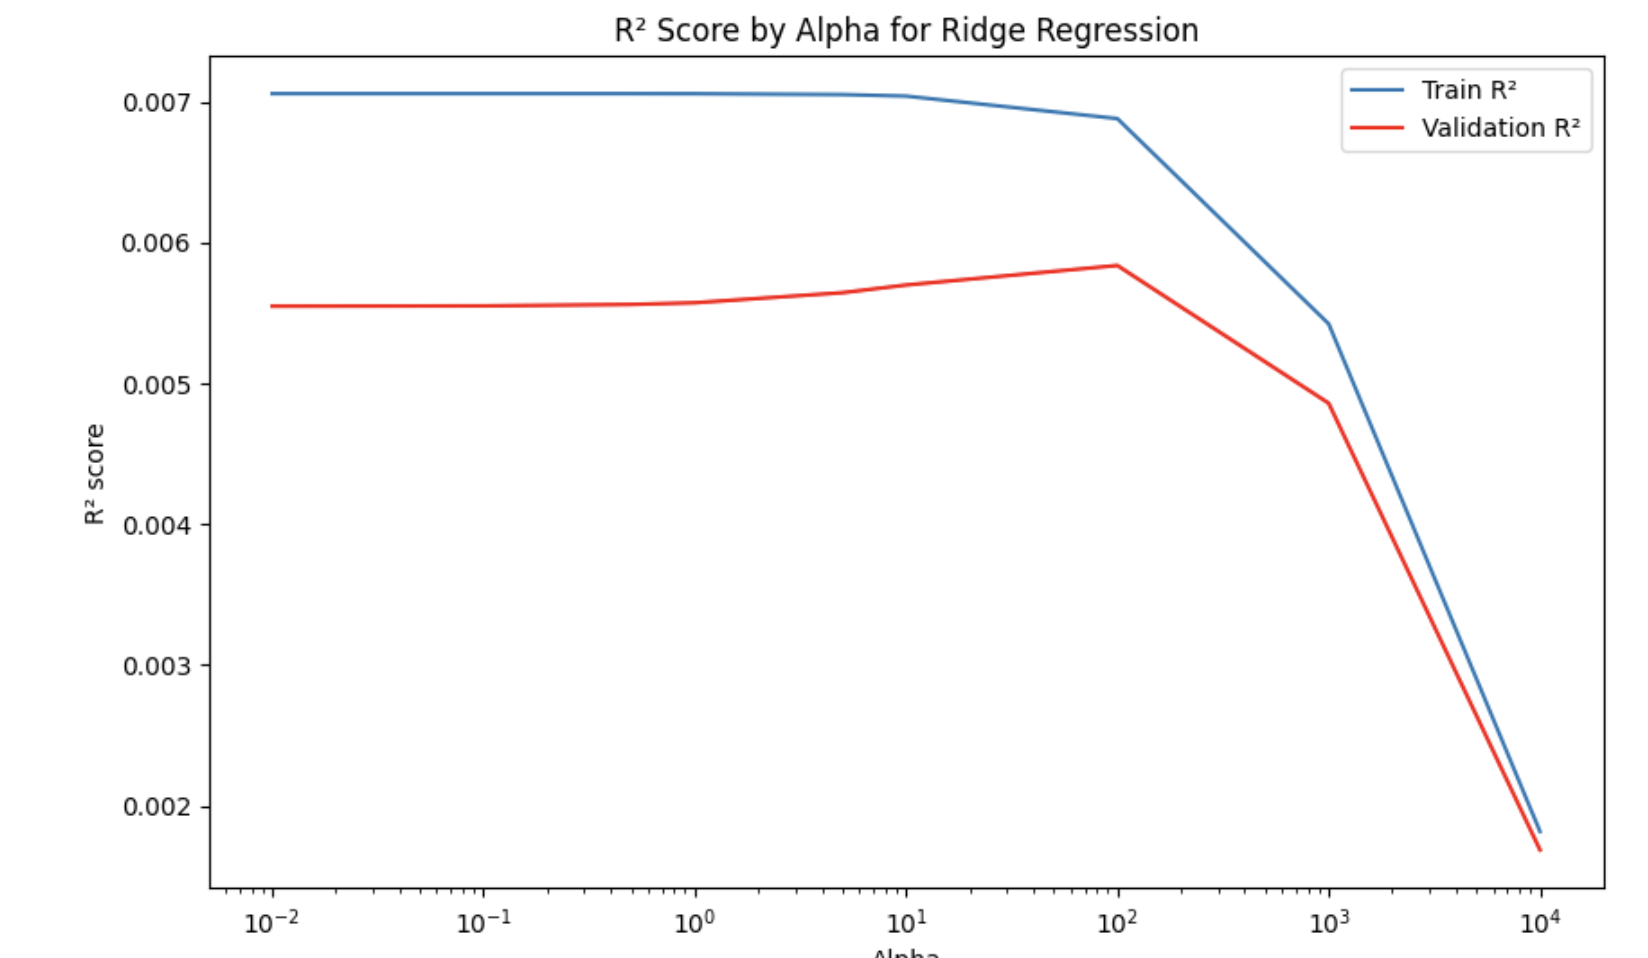 R² Score by Alpha for Ridge Regression
Train R²
Validation R²
R² score
0.007
0.006
0.005
0.004
0.003
0.002
10⁻² 10⁻¹ 10⁰ 10¹ 10² 10³ 10⁴
Alpha